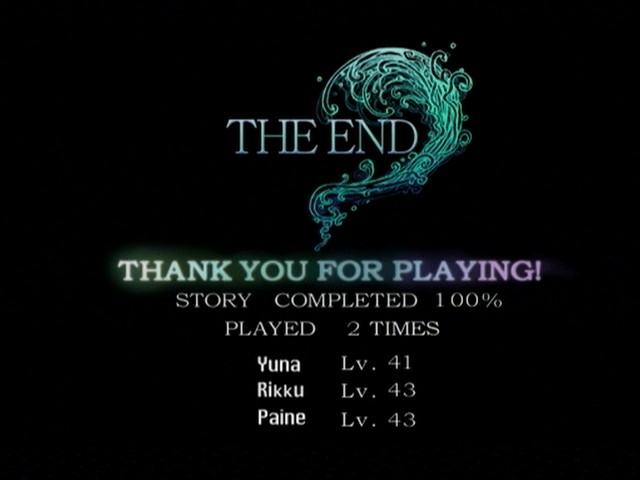 THE END
THANK YOU FOR PLAYING!
STORY COMPLETED 100%
PLAYED 2 TIMES
Yuna Lv. 41
Rikku Lv. 43
Paine Lv. 43